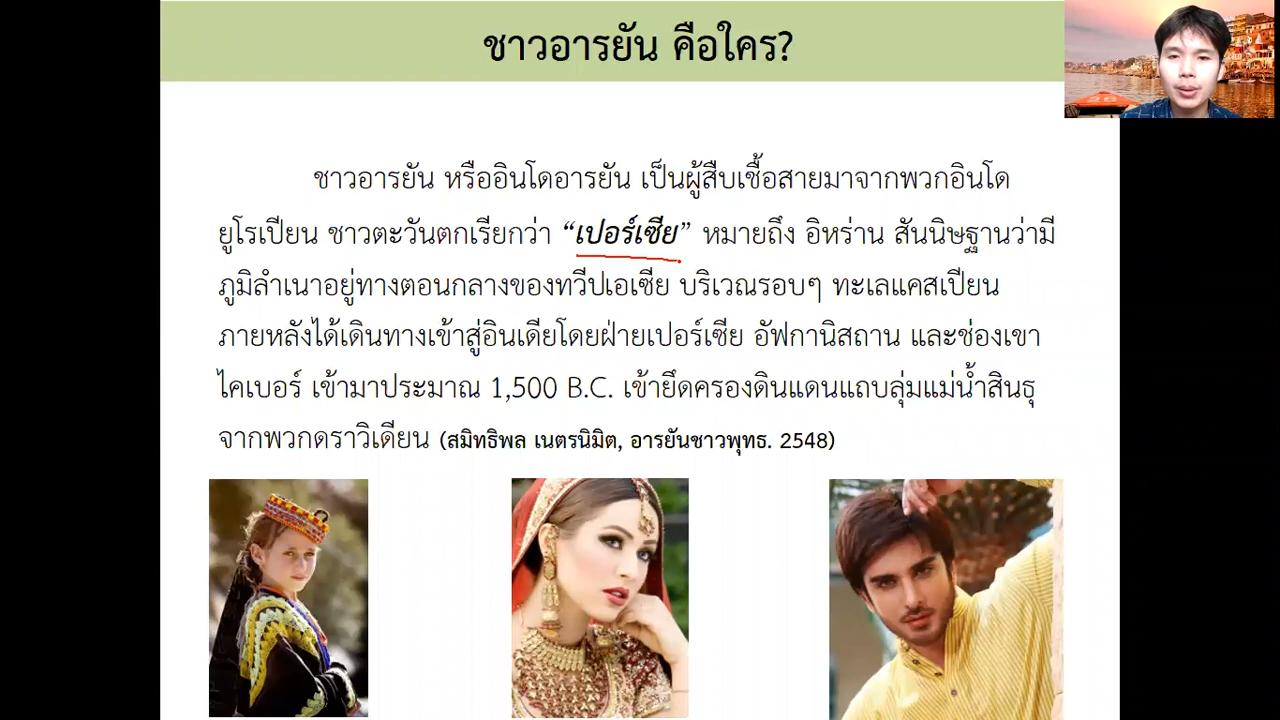 ชาวอารยัน คือใคร?
ชาวอารยัน หรืออินโดอารยัน เป็นผู้สืบเชื้อสายมาจากพวกอินโด
ยูโรเปียน ชาวตะวันตกเรียกว่า “เปอร์เซีย” หมายถึง อิหร่าน สันนิษฐานว่ามี
ภูมิลำเนาอยู่ทางตอนกลางของทวีปเอเซีย บริเวณรอบๆ ทะเลแคสเปียน
ภายหลังได้เดินทางเข้าสู่อินเดียโดยฝ่ายเปอร์เซีย อัฟกานิสถาน และช่องเขา
ไคเบอร์ เข้ามาประมาณ 1,500 B.C. เข้ายึดครองดินแดนแถบลุ่มแม่น้ำสินธุ
จากพวกดราวิเดียน (สมิทธิพล เนตรนิมิต, อารยันชาวพุทธ. 2548)